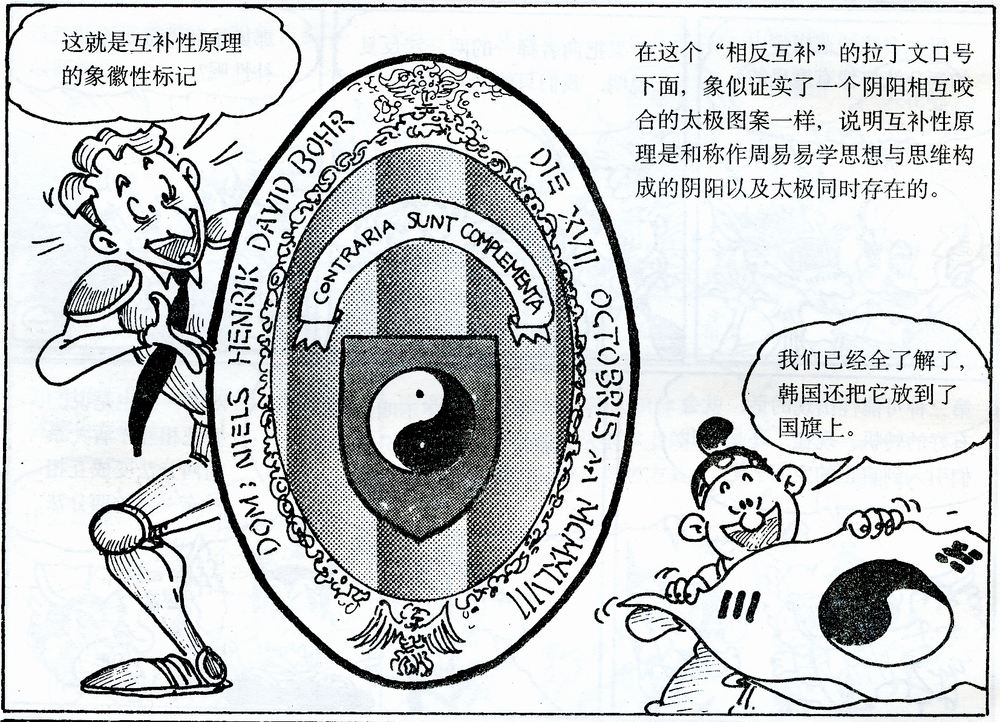 这就是互补性原理
的象徽性标记
在这个“相反互补”的拉丁文口号
下面，象似证实了一个阴阳相互咬
合的太极图案一样，说明互补性原
理是和称作周易易学思想与思维构
成的阴阳以及太极同时存在的。
DOM: NIELS HENRIK DAVID BOHR
DIE XVII OCTOBRIS
MCMXLVII
CONTRARIA SUNT COMPLEMENTA
我们已经全了解了，
韩国还把它放到了
国旗上。